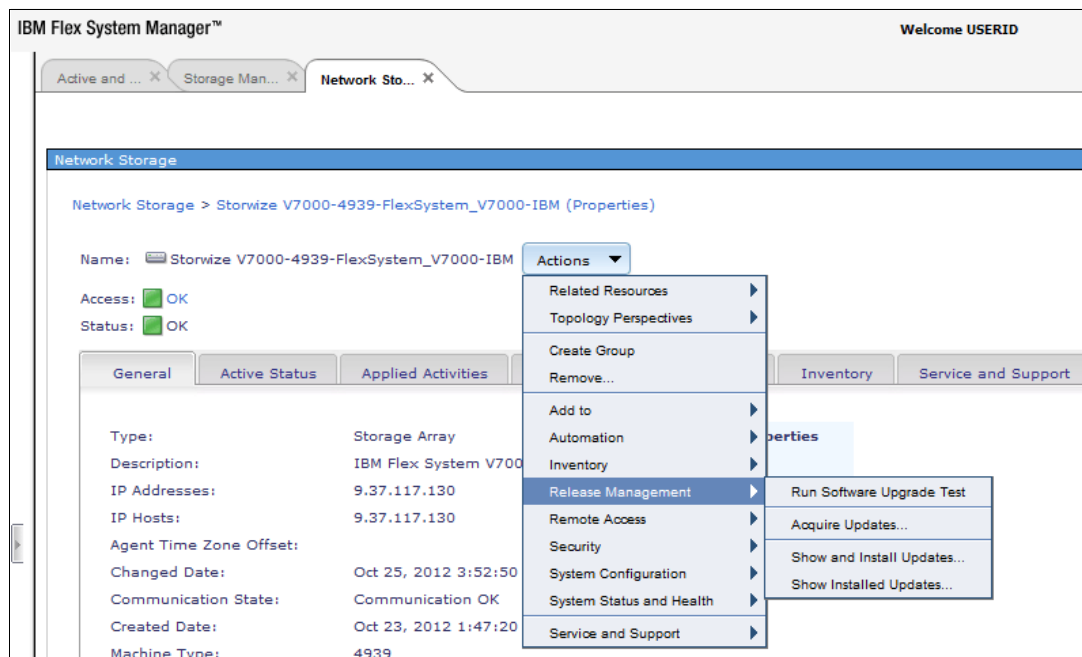 IBM Flex System Manager™
Welcome USERID
Active and ...
Storage Man...
Network Sto...
Network Storage
Network Storage > Storwize V7000-4939-FlexSystem_V7000-IBM (Properties)
Name: Storwize V7000-4939-FlexSystem_V7000-IBM Actions
Access: OK
Status: OK
General Active Status Applied Activities Inventory Service and Support
Related Resources
Topology Perspectives
Create Group
Remove...
Add to
Automation
Inventory
Release Management
Remote Access
Security
System Configuration
System Status and Health
Service and Support
Run Software Upgrade Test
Acquire Updates...
Show and Install Updates...
Show Installed Updates...
Type: Storage Array
Description: IBM Flex System V700
IP Addresses: 9.37.117.130
IP Hosts: 9.37.117.130
Agent Time Zone Offset:
Changed Date: Oct 25, 2012 3:52:50
Communication State: Communication OK
Created Date: Oct 23, 2012 1:47:20
Machine Type: 4939